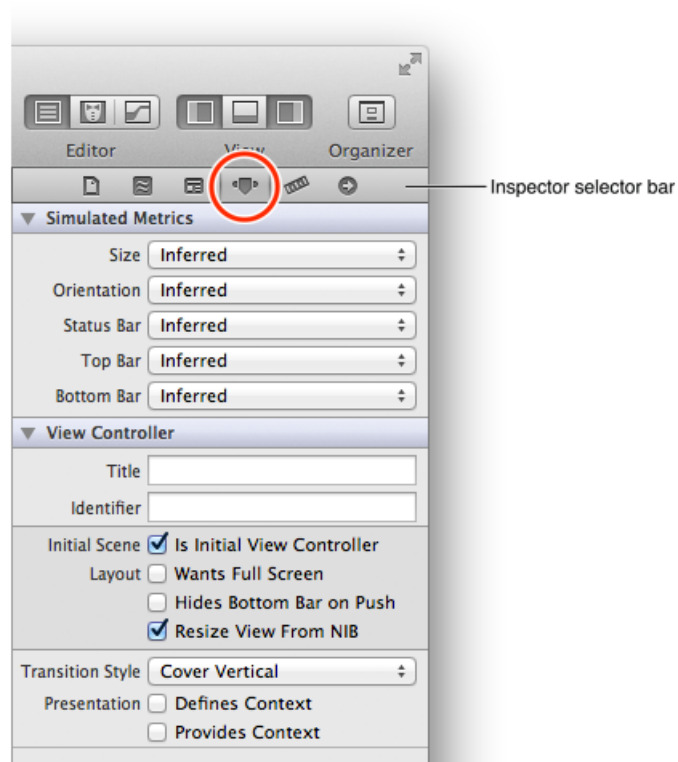 Editor View Organizer
Inspector selector bar
Simulated Metrics
Size Inferred
Orientation Inferred
Status Bar Inferred
Top Bar Inferred
Bottom Bar Inferred
View Controller
Title
Identifier
Initial Scene Is Initial View Controller
Layout Wants Full Screen
Hides Bottom Bar on Push
Resize View From NIB
Transition Style Cover Vertical
Presentation Defines Context
Provides Context